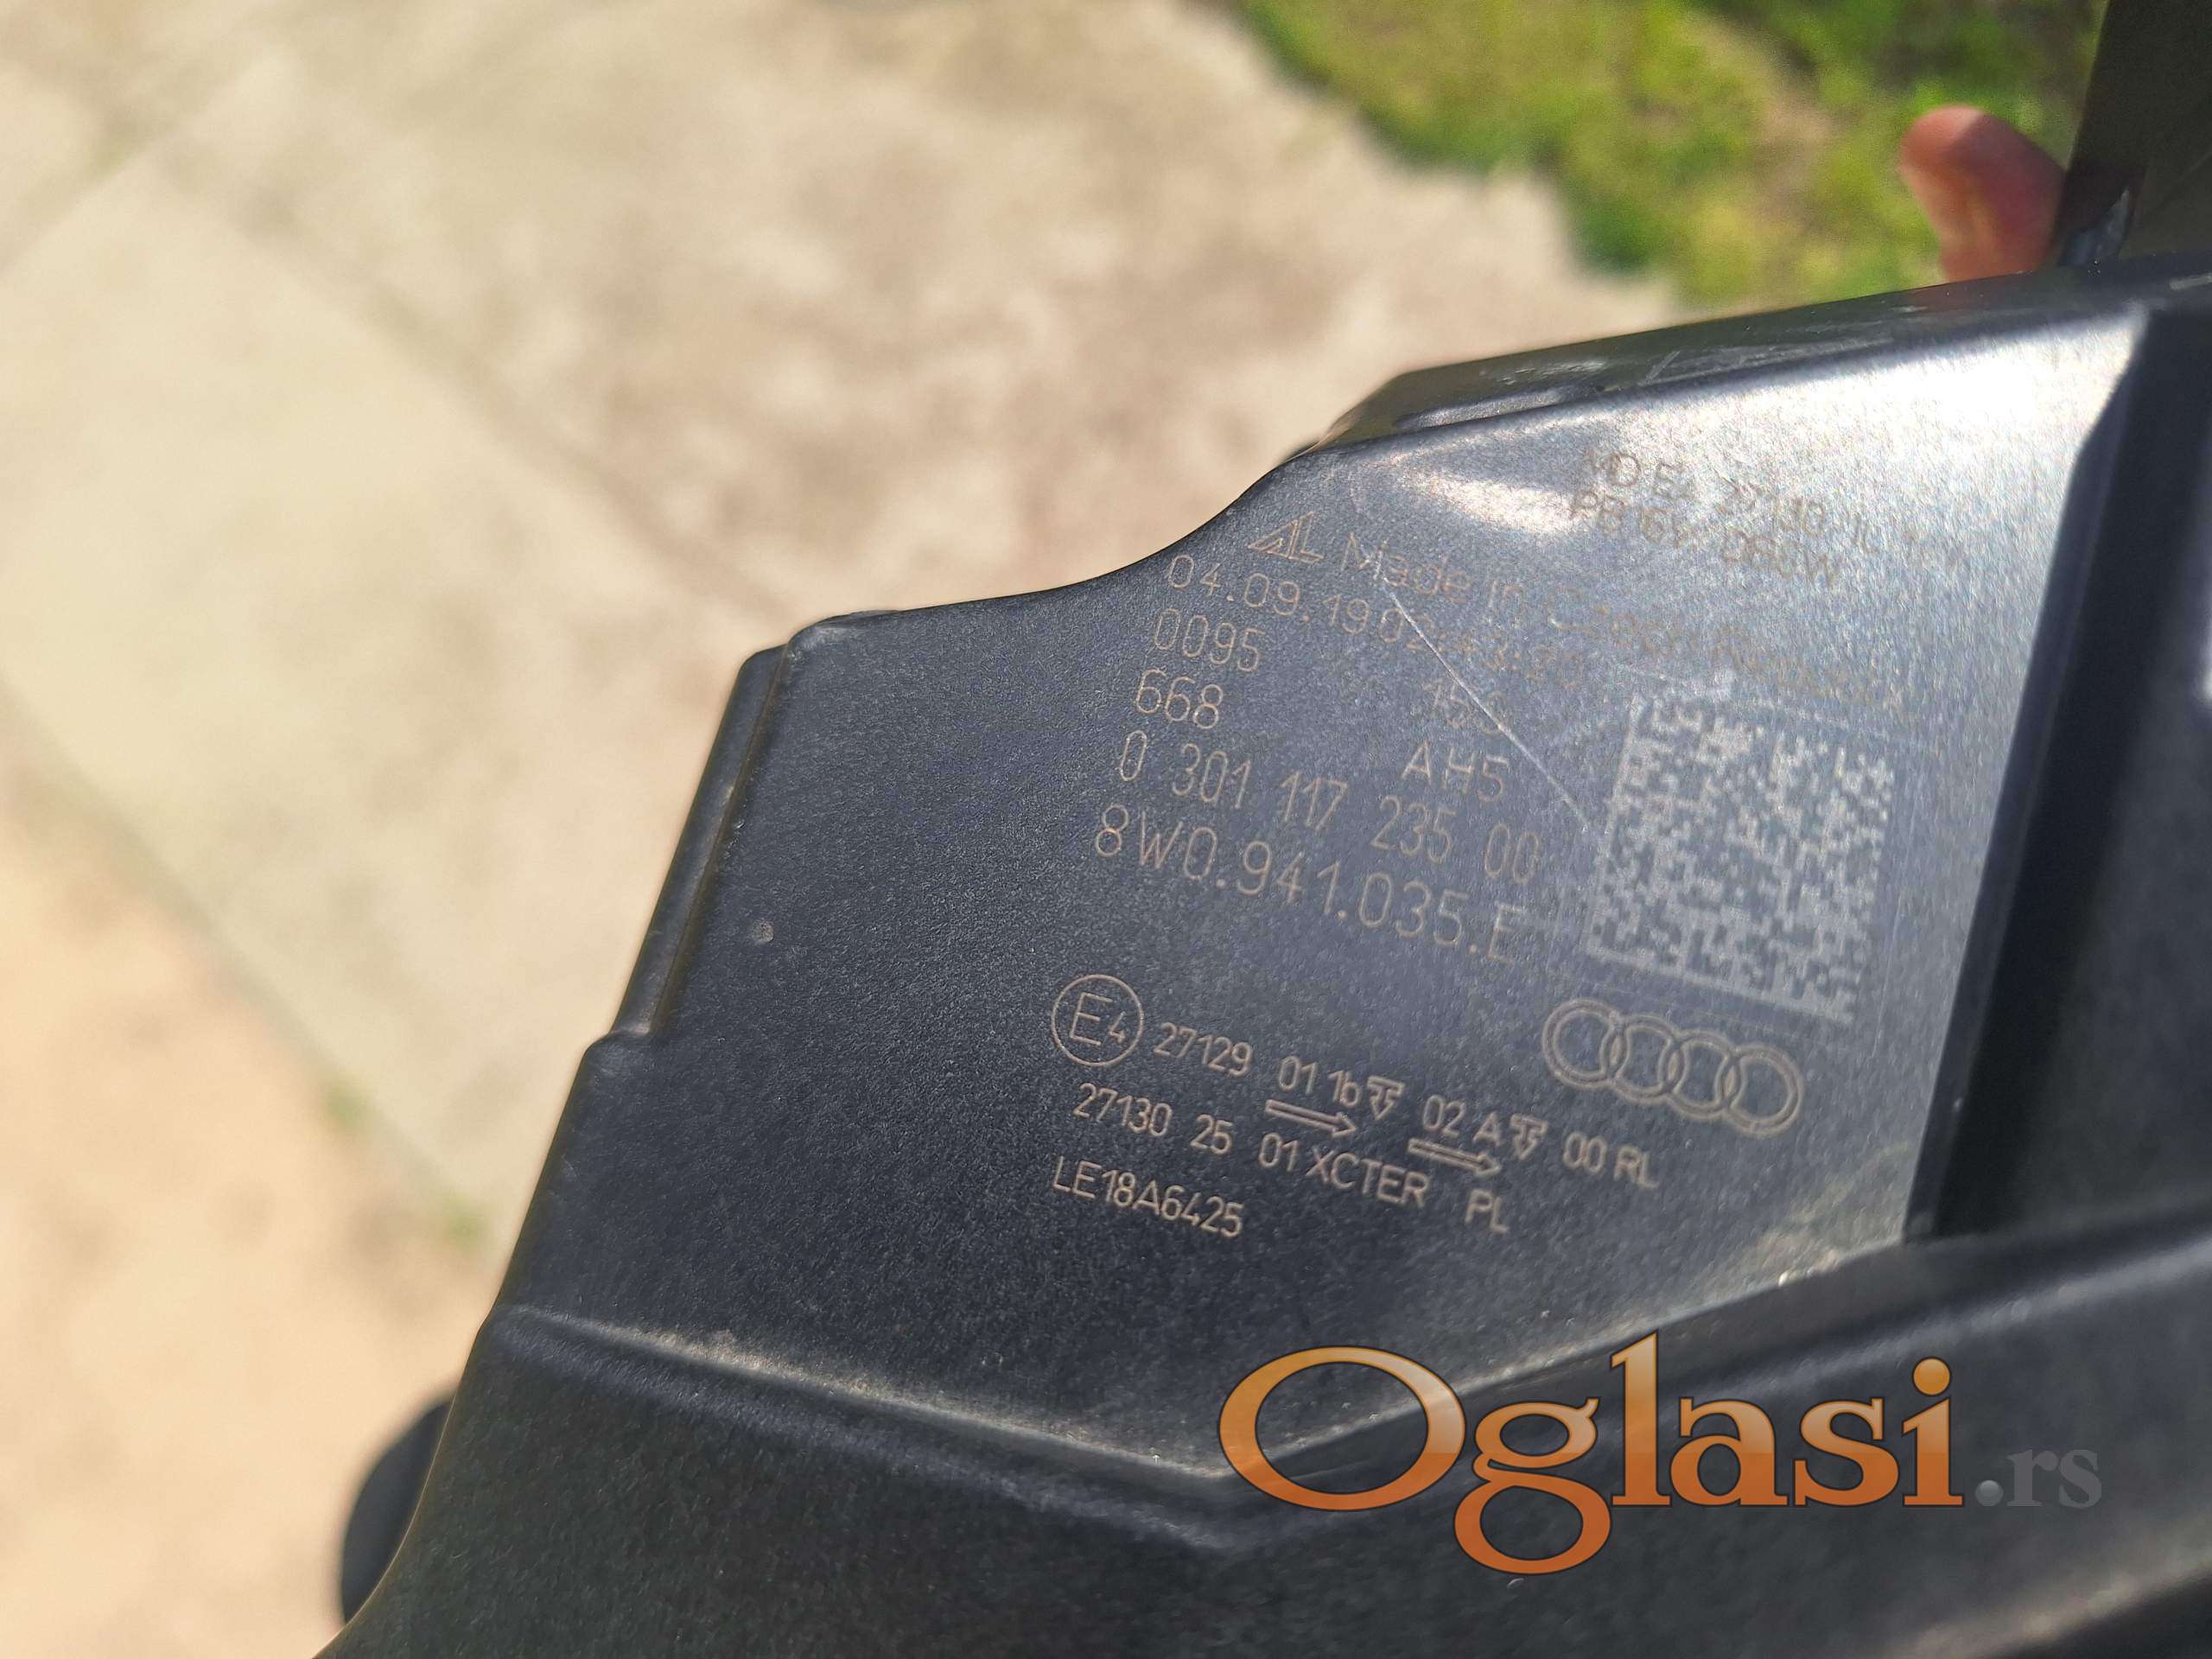 Made in
04.09.19
0095
668
AH5
0 301 117 235 00
8W0.941.035.E
E4 27129 01 1b 02 A 00 RL
27130 25 01 XCTER PL
LE18A6425
Oglasi.rs